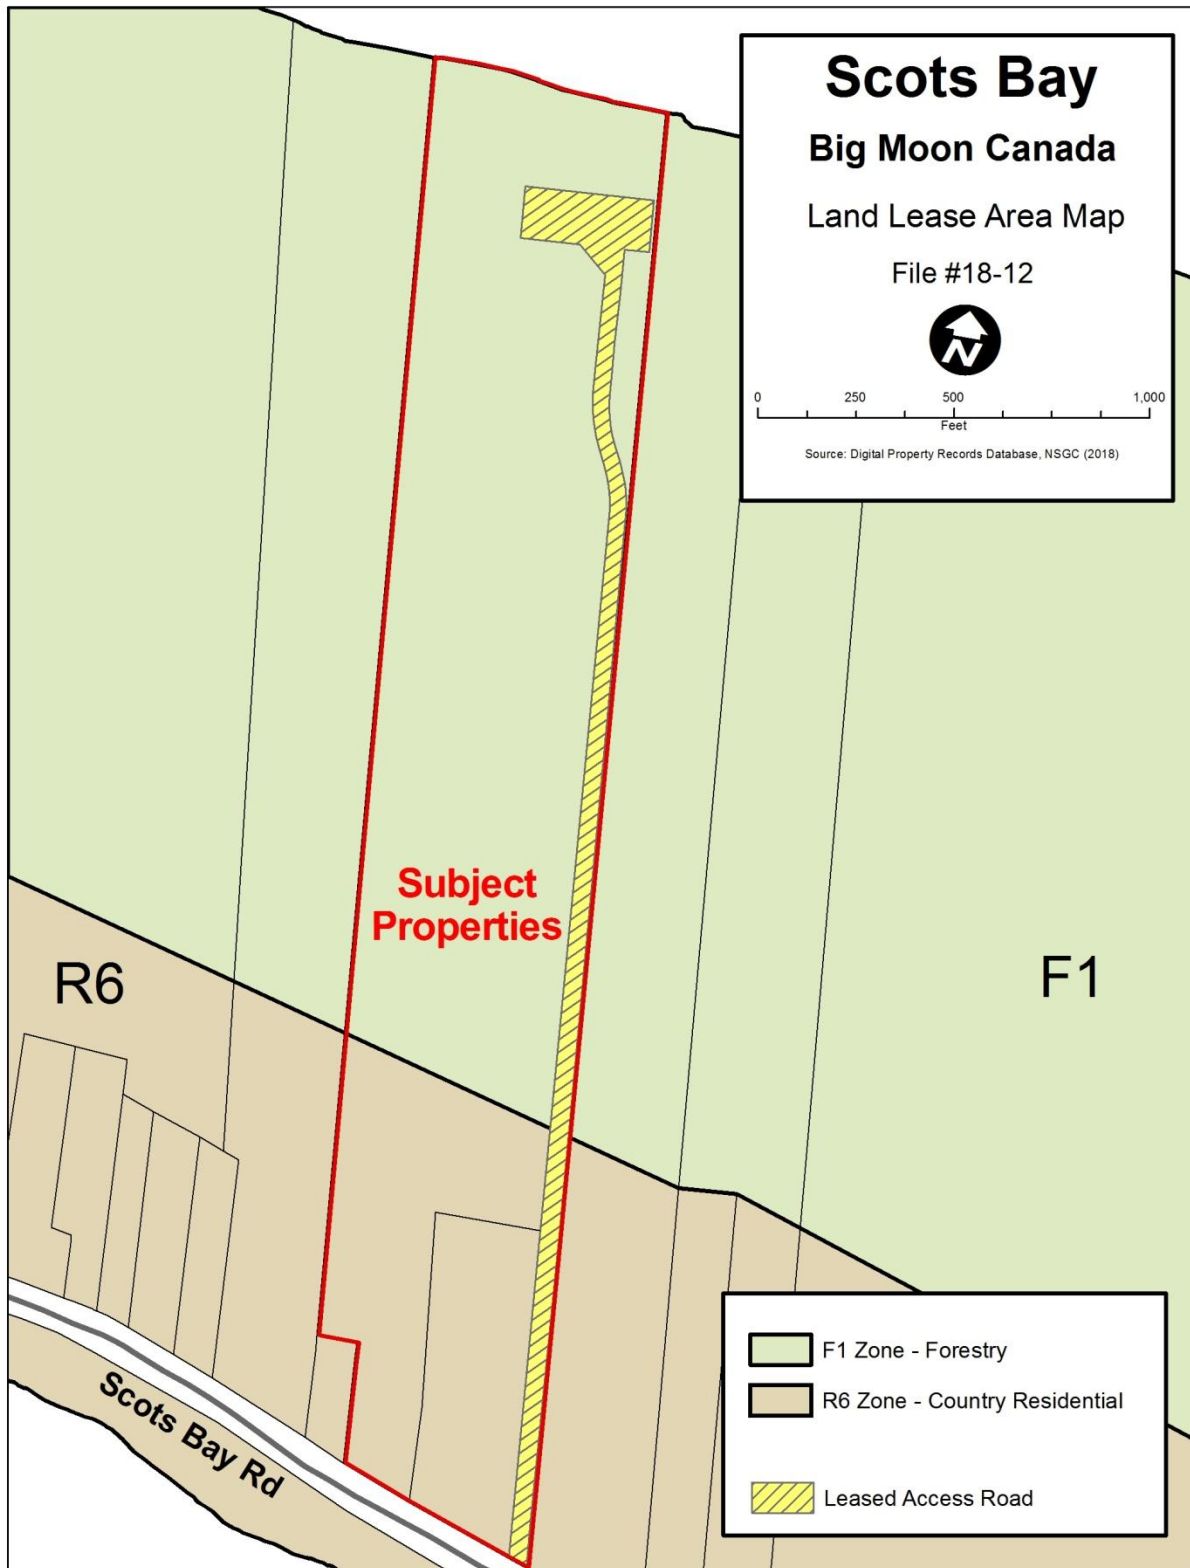 Scots Bay
Big Moon Canada
Land Lease Area Map
File #18-12
N
0 250 500 1,000
Feet
Source: Digital Property Records Database, NSGC (2018)
Subject
Properties
R6
F1
Scots Bay Rd
F1 Zone - Forestry
R6 Zone - Country Residential
Leased Access Road